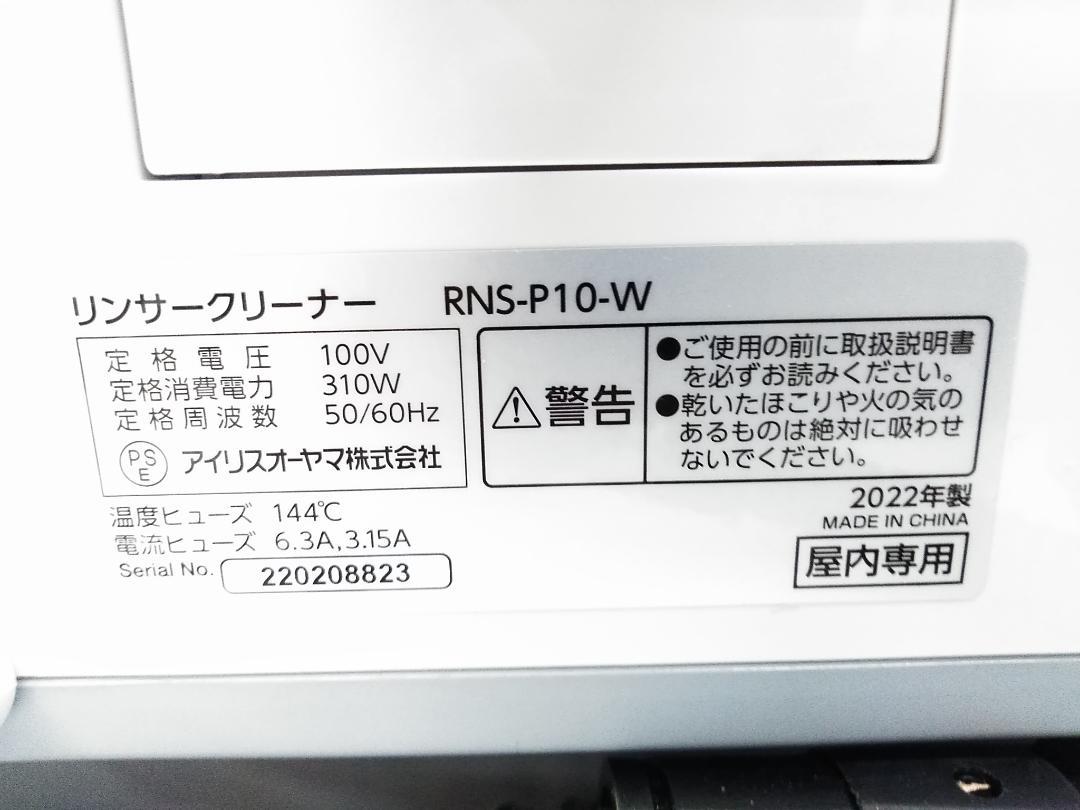 リンサークリーナー RNS-P10-W
定格電圧 100V
定格消費電力 310W
定格周波数 50/60Hz
PSE アイリスオーヤマ株式会社
温度ヒューズ 144℃
電流ヒューズ 6.3A,3.15A
Serial No. 220208823
⚠警告
●ご使用の前に取扱説明書
を必ずお読みください。
●乾いたほこりや火の気の
あるものは絶対に吸わせ
ないでください。
2022年製
MADE IN CHINA
屋内専用